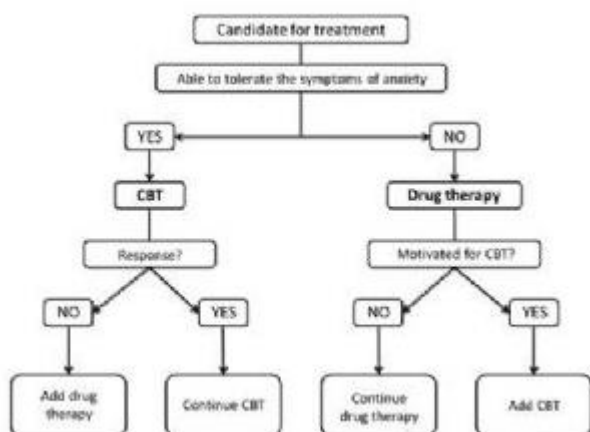 Candidate for treatment
Able to tolerate the symptoms of anxiety
YES
NO
CBT
Drug therapy
Response?
Motivated for CBT?
NO
YES
NO
YES
Add drug
therapy
Continue CBT
Continue
drug therapy
Add CBT